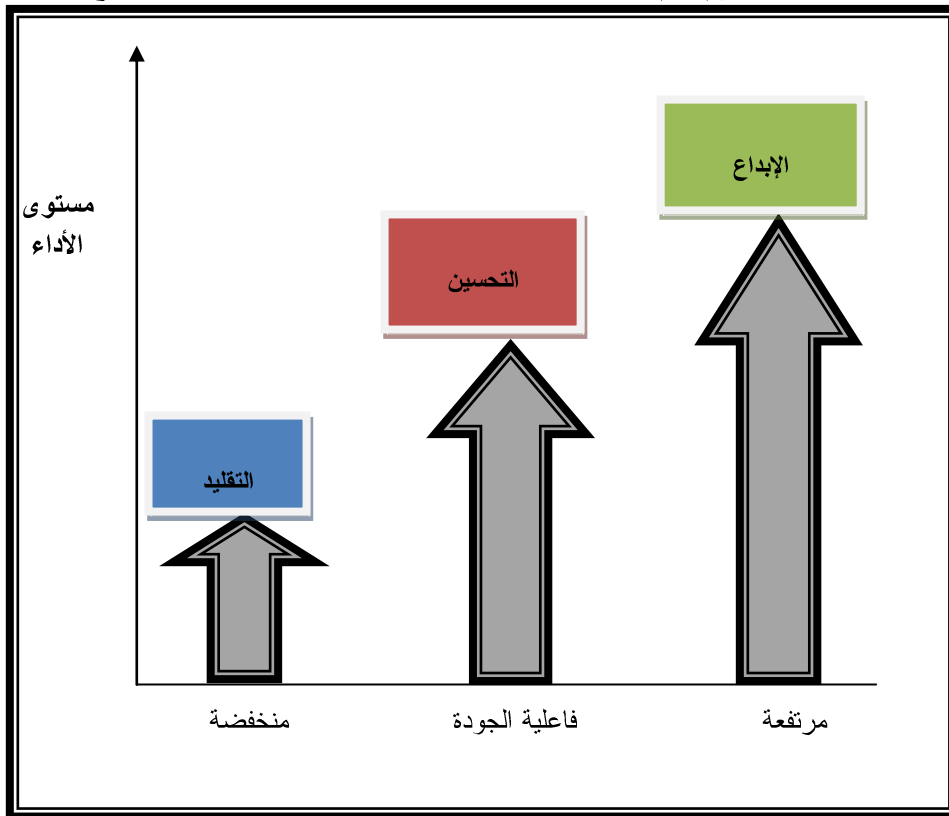 الإبداع
مستوى
الأداء
التحسين
التقليد
منخفضة
فاعلية الجودة
مرتفعة